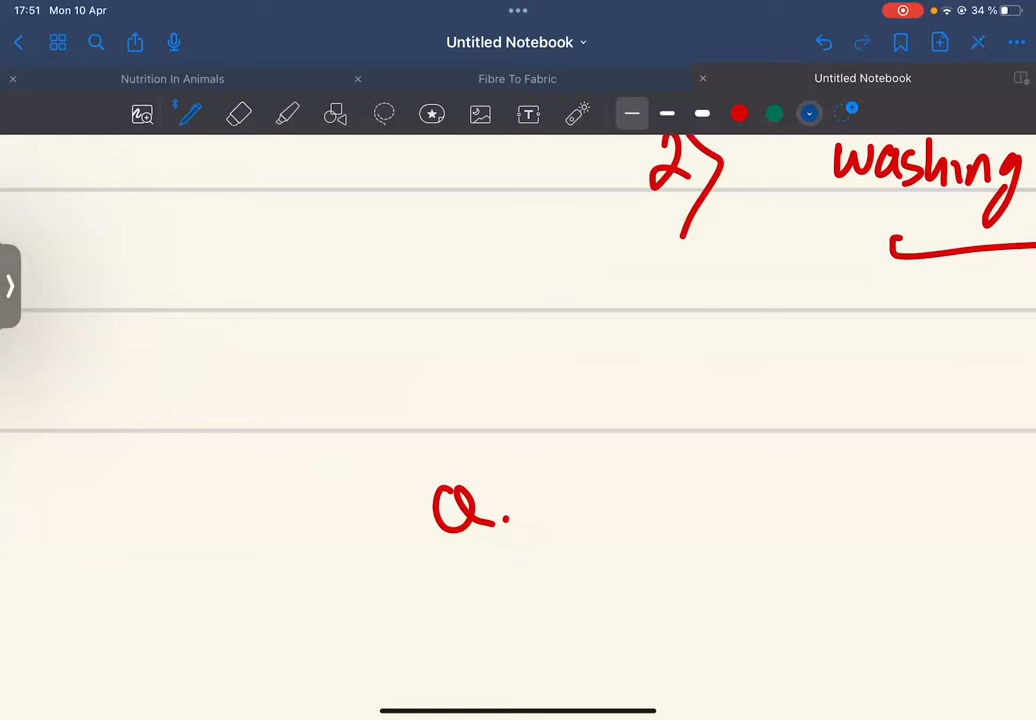 17:51 Mon 10 Apr 34 %
Untitled Notebook
Nutrition In Animals Fibre To Fabric Untitled Notebook
T
2) washing
Q.